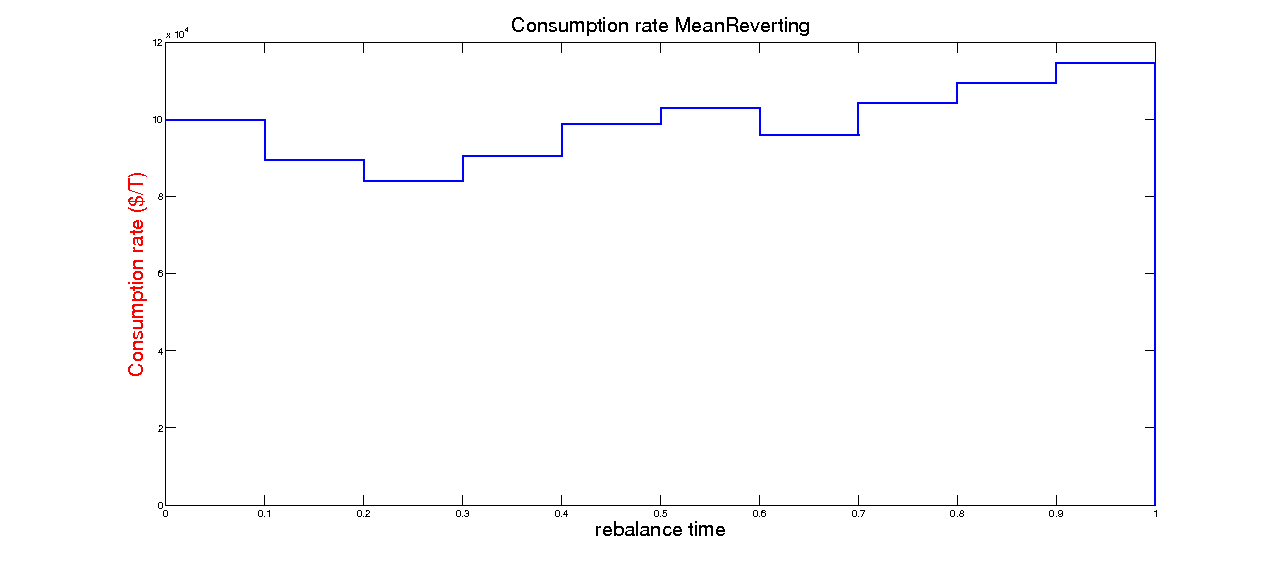 Consumption rate MeanReverting
x 10⁴
12
10
8
6
4
2
0
Consumption rate ($/T)
0 0.1 0.2 0.3 0.4 0.5 0.6 0.7 0.8 0.9 1
rebalance time